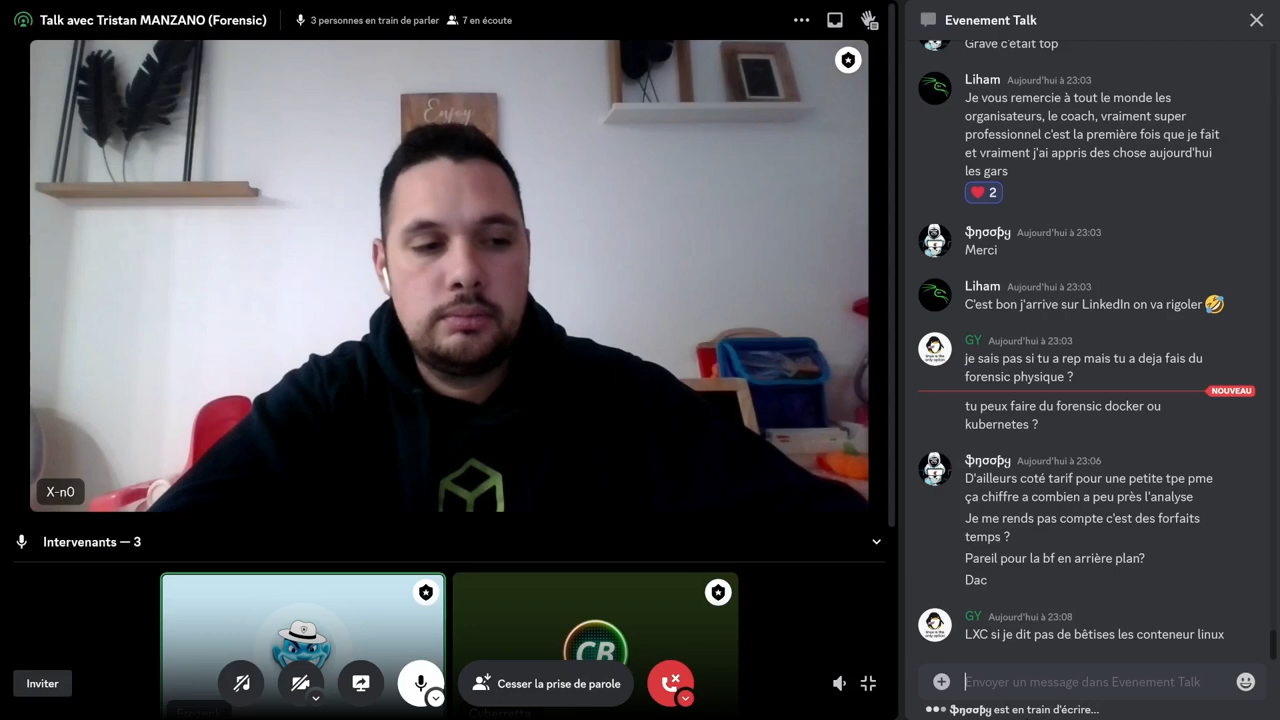 Talk avec Tristan MANZANO (Forensic)
3 personnes en train de parler
7 en écoute
Evenement Talk
Grave c'était top
Liham Aujourd'hui à 23:03
Je vous remercie à tout le monde les
organisateurs, le coach, vraiment super
professionnel c'est la première fois que je fait
et vraiment j'ai appris des chose aujourd'hui
les gars
❤️ 2
Aujourd'hui à 23:03
Merci
Liham Aujourd'hui à 23:03
C'est bon j'arrive sur LinkedIn on va rigoler 🤣
GY Aujourd'hui à 23:03
je sais pas si tu a rep mais tu a deja fais du
forensic physique ?
NOUVEAU
tu peux faire du forensic docker ou
kubernetes ?
Aujourd'hui à 23:06
D'ailleurs coté tarif pour une petite tpe pme
ça chiffre a combien a peu près l'analyse
Je me rends pas compte c'est des forfaits
temps ?
Pareil pour la bf en arrière plan?
Dac
GY Aujourd'hui à 23:08
LXC si je dit pas de bêtises les conteneur linux
Envoyer un message dans Evenement Talk
est en train d'écrire...
Enjoy
X-n0
Intervenants — 3
CB
Inviter
Cesser la prise de parole